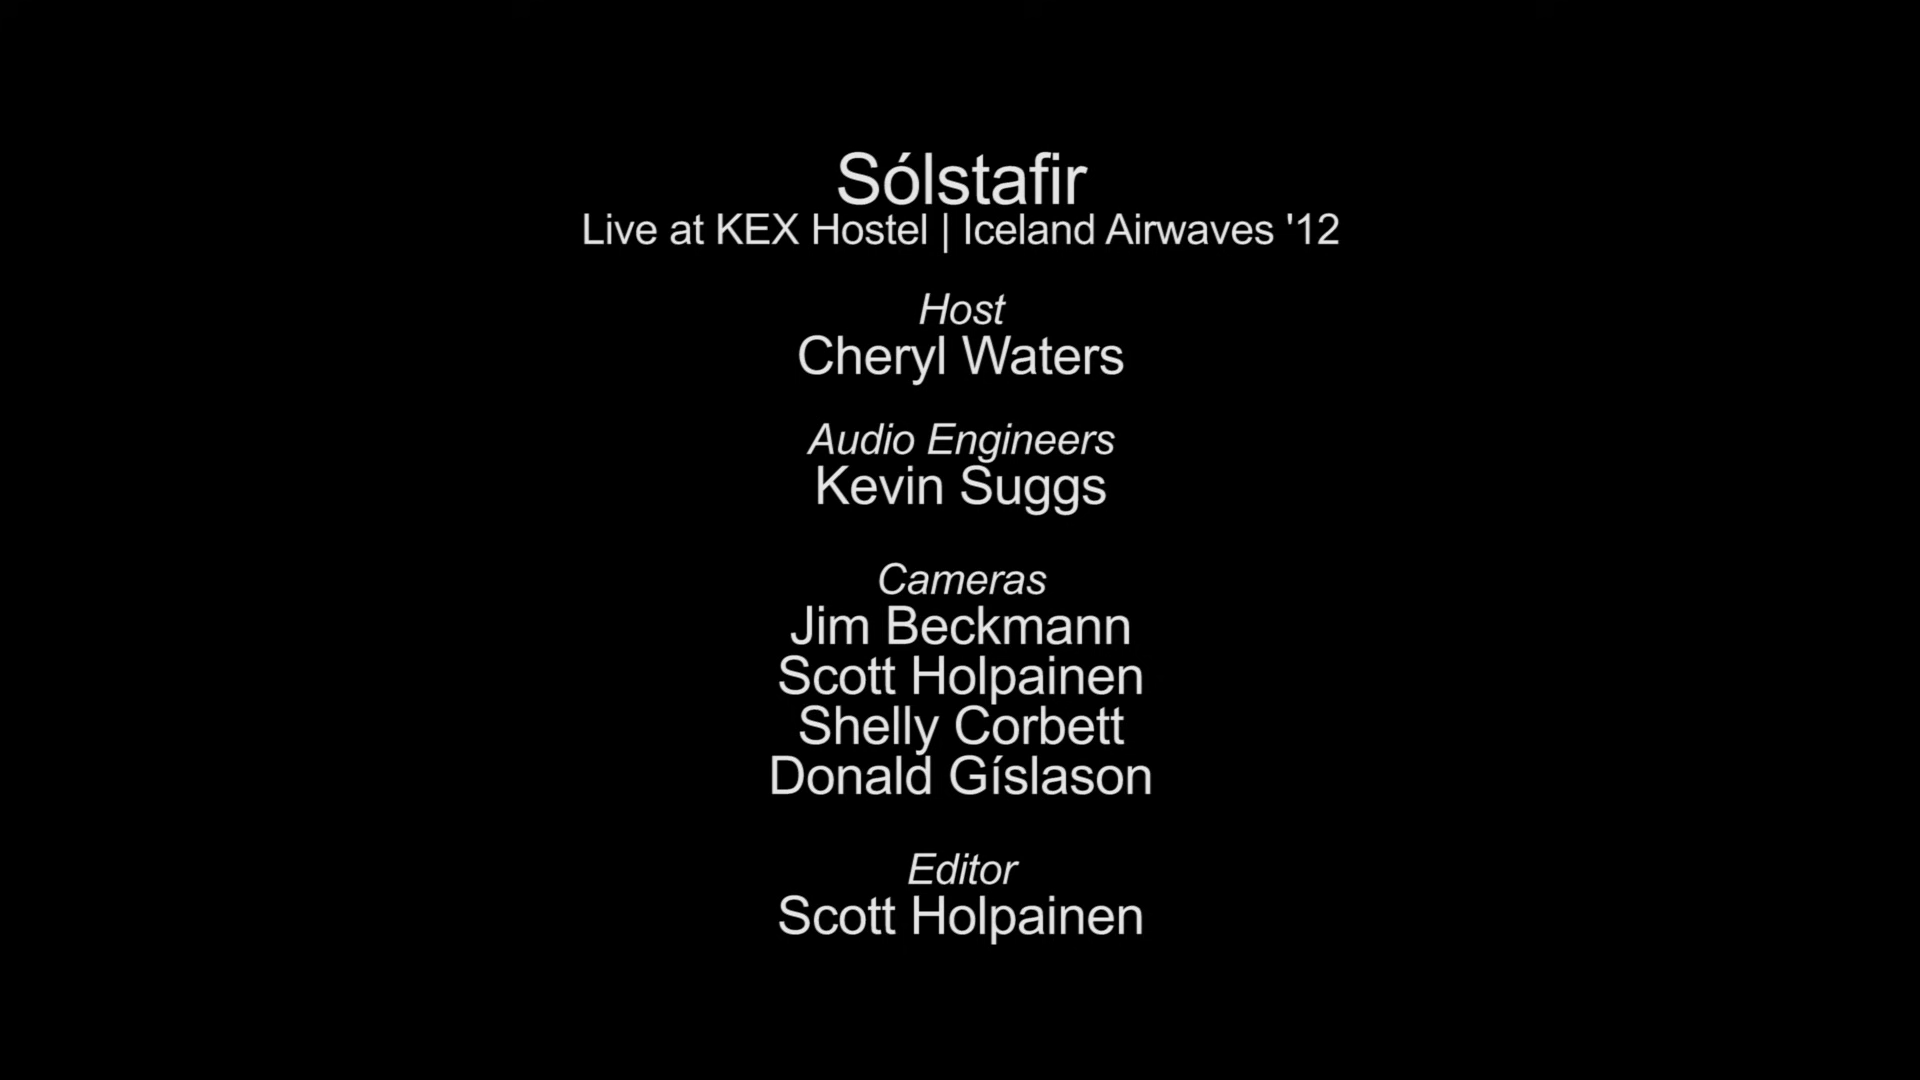 Sólstafir
Live at KEX Hostel | Iceland Airwaves '12
Host
Cheryl Waters
Audio Engineers
Kevin Suggs
Cameras
Jim Beckmann
Scott Holpainen
Shelly Corbett
Donald Gíslason
Editor
Scott Holpainen